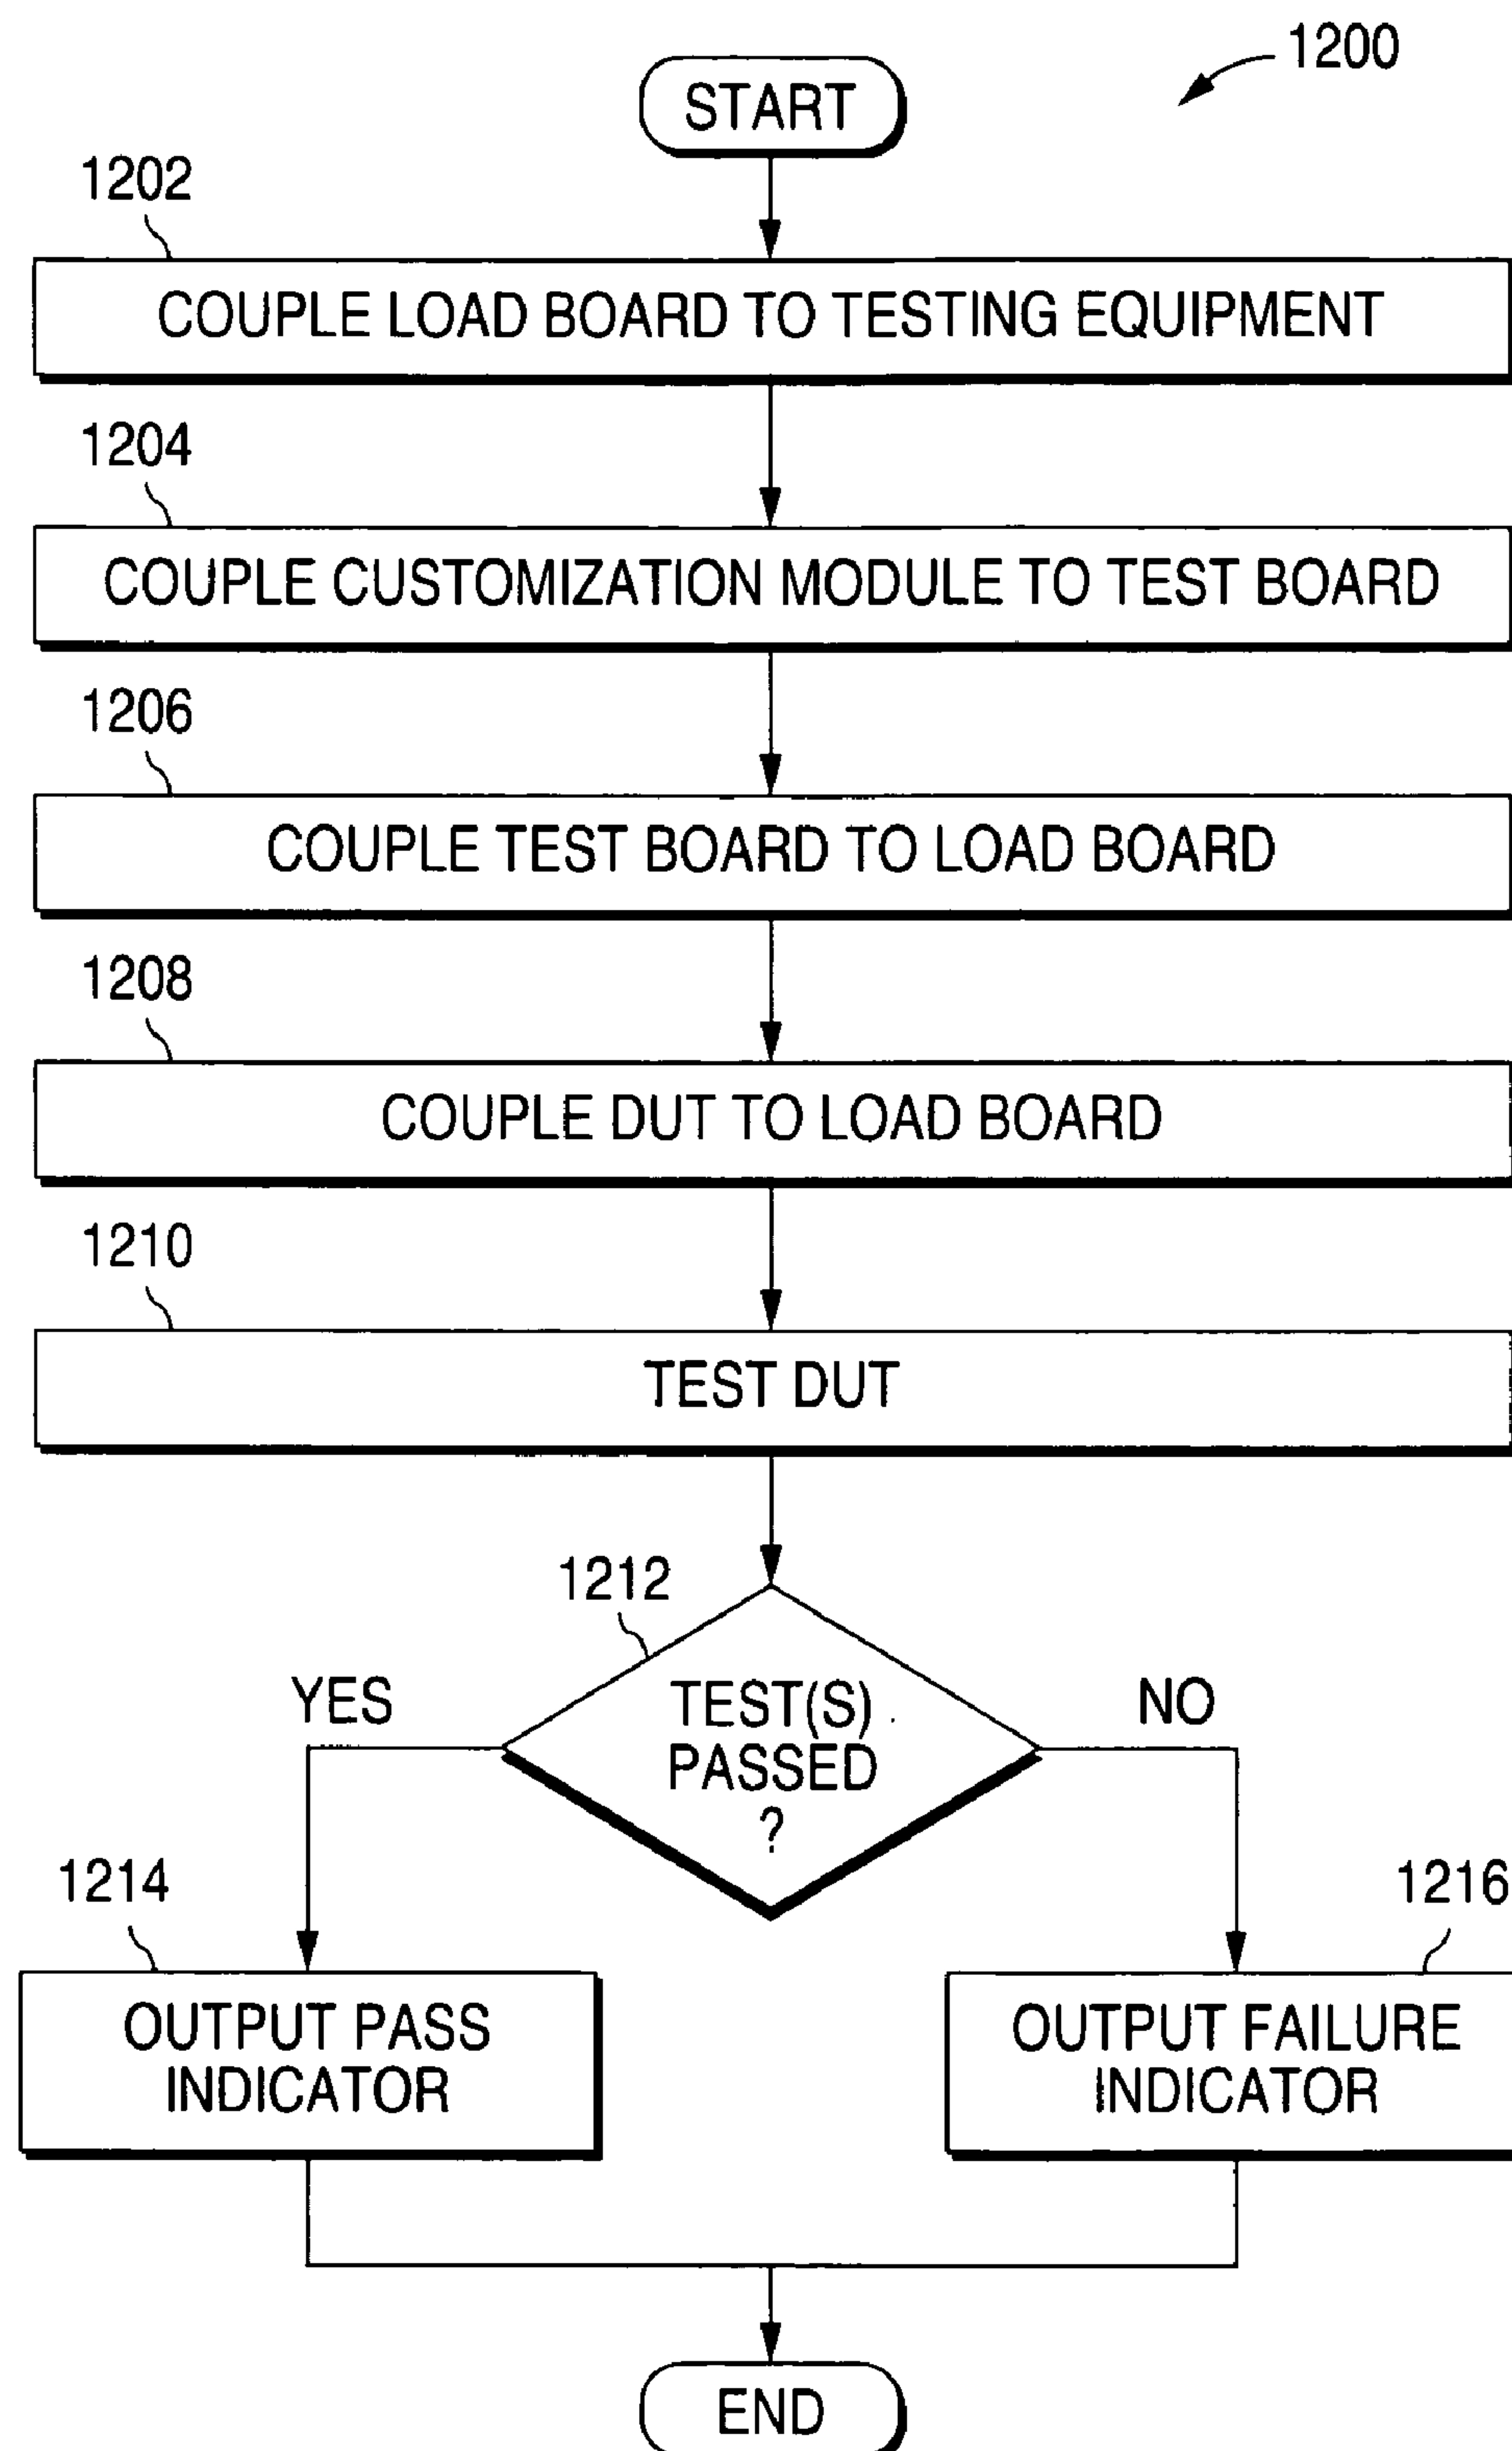 1200
START
1202
COUPLE LOAD BOARD TO TESTING EQUIPMENT
1204
COUPLE CUSTOMIZATION MODULE TO TEST BOARD
1206
COUPLE TEST BOARD TO LOAD BOARD
1208
COUPLE DUT TO LOAD BOARD
1210
TEST DUT
1212
YES
TEST(S)
PASSED
?
NO
1214
1216
OUTPUT PASS
INDICATOR
OUTPUT FAILURE
INDICATOR
END